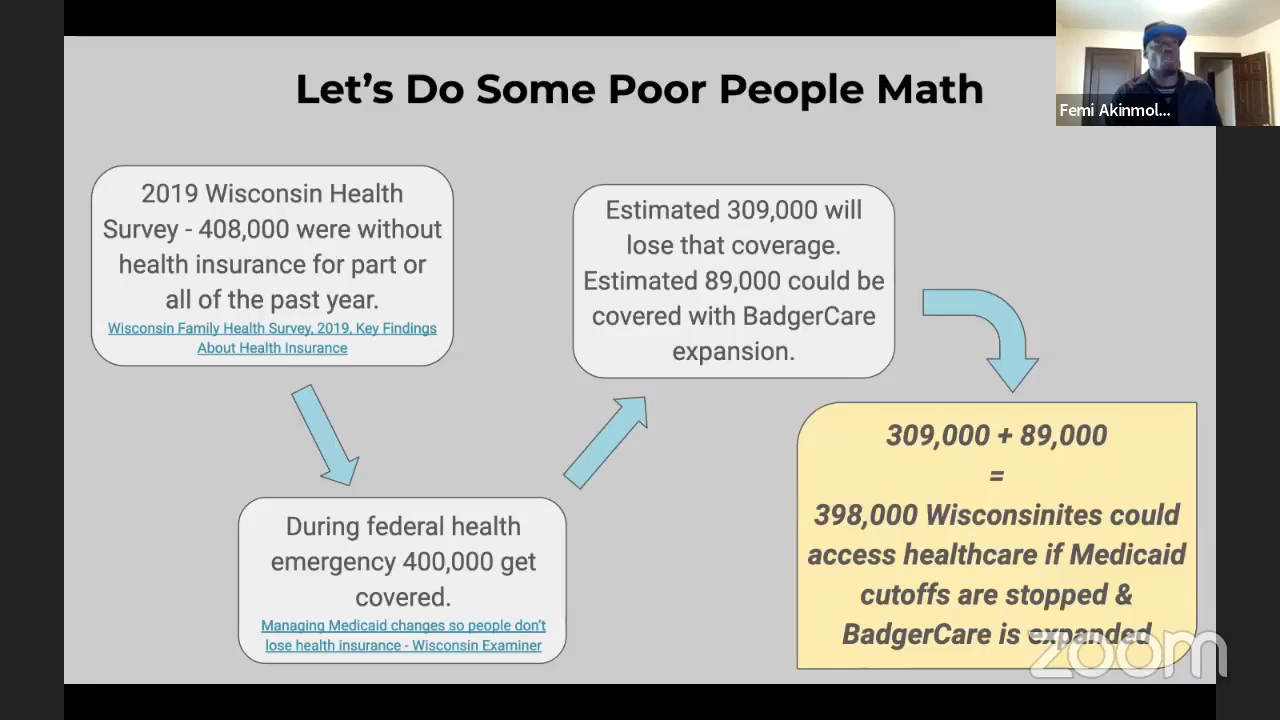 Let's Do Some Poor People Math
Femi Akinmol...
2019 Wisconsin Health
Survey - 408,000 were without
health insurance for part or
all of the past year.
Wisconsin Family Health Survey, 2019, Key Findings
About Health Insurance
During federal health
emergency 400,000 get
covered.
Managing Medicaid changes so people don't
lose health insurance - Wisconsin Examiner
Estimated 309,000 will
lose that coverage.
Estimated 89,000 could be
covered with BadgerCare
expansion.
309,000 + 89,000
=
398,000 Wisconsinites could
access healthcare if Medicaid
cutoffs are stopped &
BadgerCare is expanded
zoom